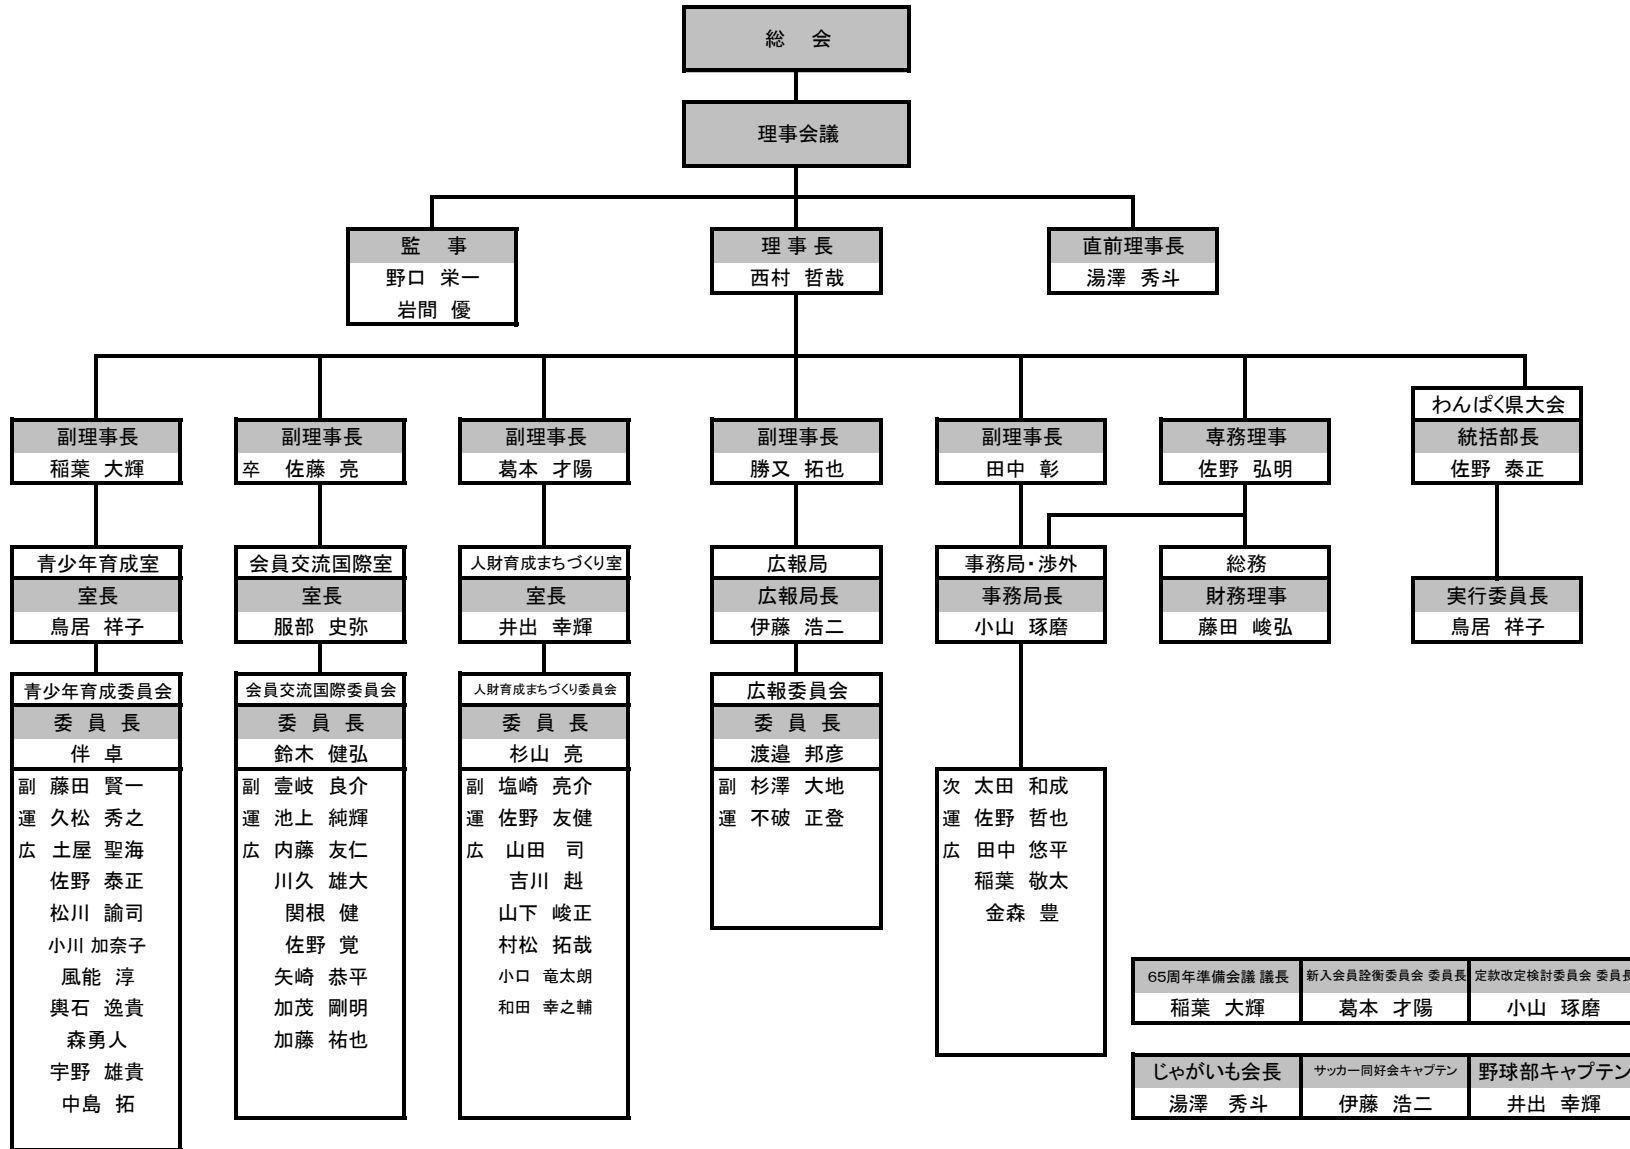 総 会
理事会議
監 事
野口 栄一
岩間 優
理 事 長
西村 哲哉
直前理事長
湯澤 秀斗
副理事長
稲葉 大輝
副理事長
卒 佐藤 亮
副理事長
葛本 才陽
副理事長
勝又 拓也
副理事長
田中 彰
専務理事
佐野 弘明
わんぱく県大会
統括部長
佐野 泰正
青少年育成室
室長
鳥居 祥子
会員交流国際室
室長
服部 史弥
人財育成まちづくり室
室長
井出 幸輝
広報局
広報局長
伊藤 浩二
事務局・渉外
事務局長
小山 琢磨
総務
財務理事
藤田 峻弘
実行委員長
鳥居 祥子
青少年育成委員会
委 員 長
伴 卓
副 藤田 賢一
運 久松 秀之
広 土屋 聖海
佐野 泰正
松川 諭司
小川 加奈子
風能 淳
輿石 逸貴
森勇人
宇野 雄貴
中島 拓
会員交流国際委員会
委 員 長
鈴木 健弘
副 壹岐 良介
運 池上 純輝
広 内藤 友仁
川久 雄大
関根 健
佐野 覚
矢崎 恭平
加茂 剛明
加藤 祐也
人財育成まちづくり委員会
委 員 長
杉山 亮
副 塩崎 亮介
運 佐野 友健
広 山田 司
吉川 赳
山下 峻正
村松 拓哉
小口 竜太朗
和田 幸之輔
広報委員会
委 員 長
渡邉 邦彦
副 杉澤 大地
運 不破 正登
次 太田 和成
運 佐野 哲也
広 田中 悠平
稲葉 敬太
金森 豊
65周年準備会議 議長
稲葉 大輝
新入会員詮衡委員会 委員長
葛本 才陽
定款改定検討委員会 委員長
小山 琢磨
じゃがいも会長
湯澤 秀斗
サッカー同好会キャプテン
伊藤 浩二
野球部キャプテン
井出 幸輝